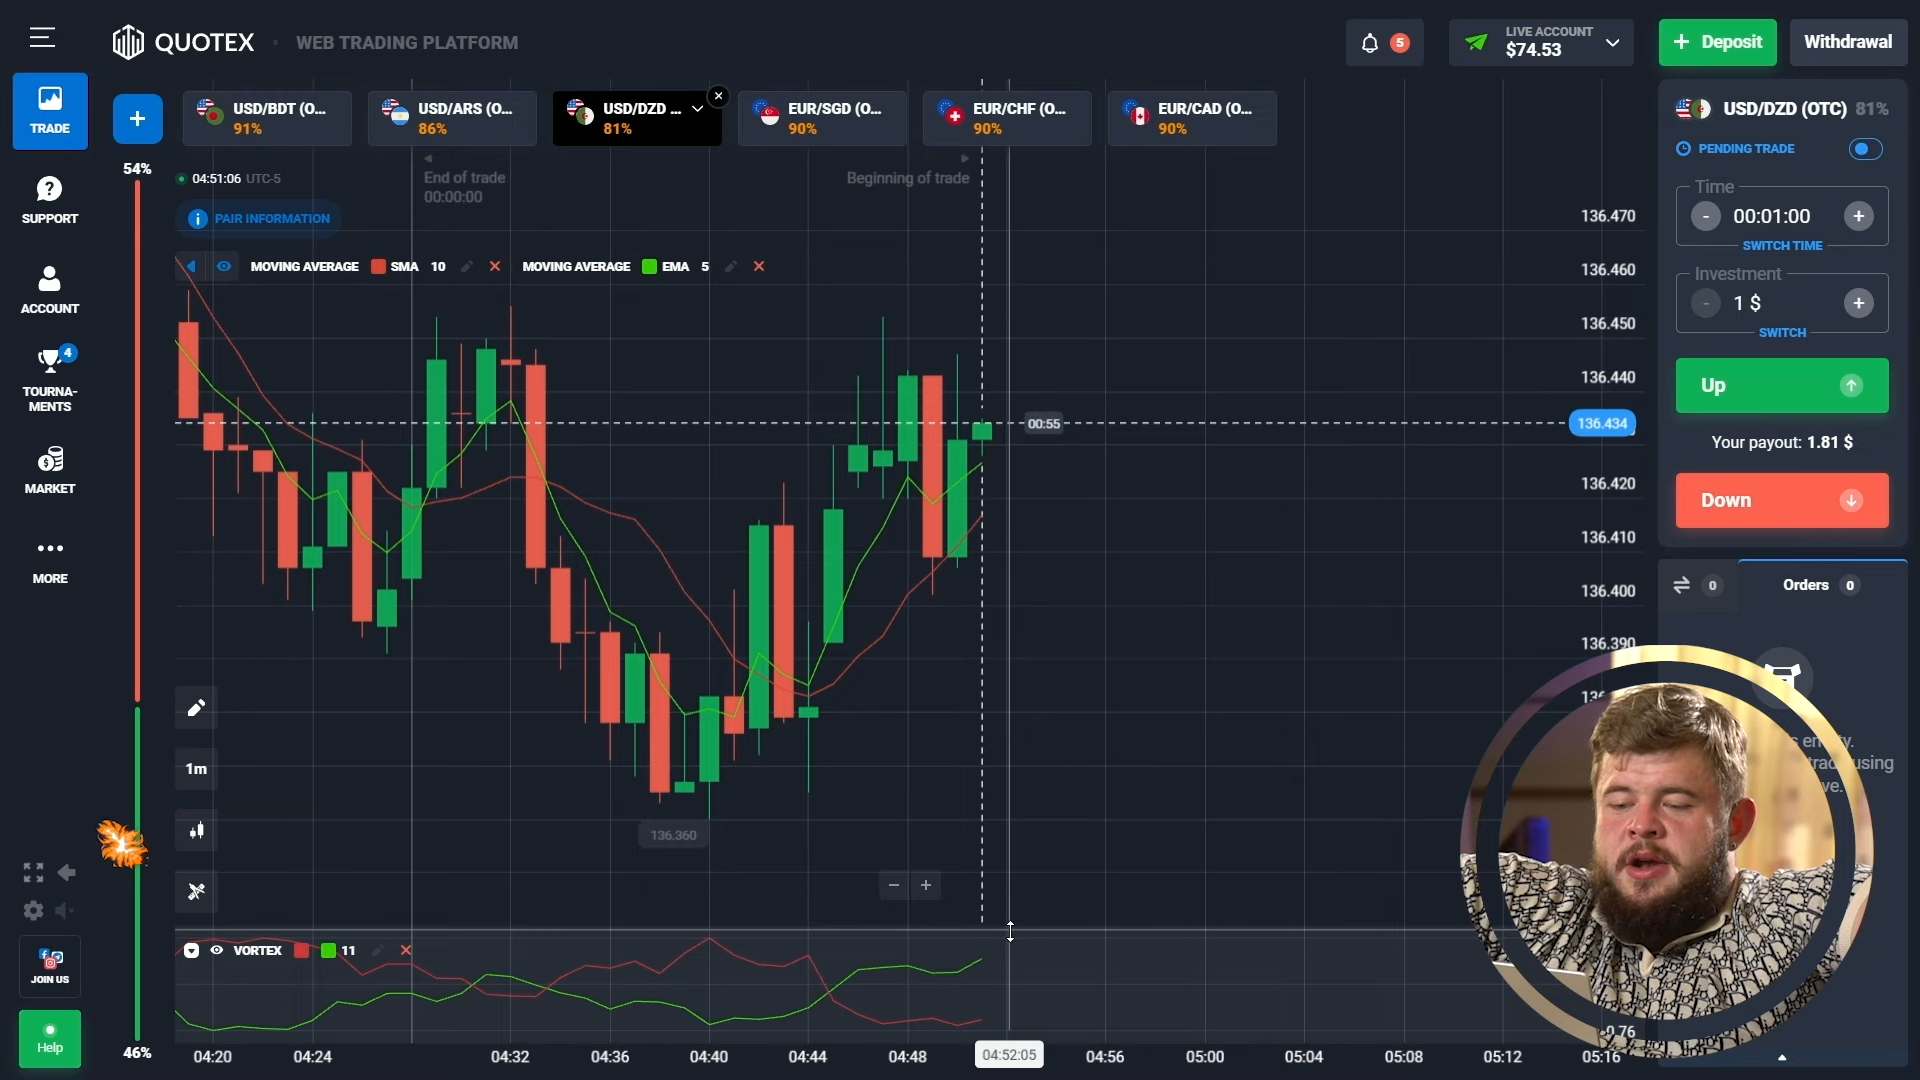 QUOTEX
WEB TRADING PLATFORM
5
LIVE ACCOUNT
$74.53
+ Deposit
Withdrawal
TRADE
SUPPORT
ACCOUNT
4
TOURNA-
MENTS
MARKET
MORE
JOIN US
Help
+
USD/BDT (O...
91%
USD/ARS (O...
86%
USD/DZD ...
81%
EUR/SGD (O...
90%
EUR/CHF (O...
90%
EUR/CAD (O...
90%
54%
46%
04:51:06 UTC-5
End of trade
00:00:00
Beginning of trade
PAIR INFORMATION
MOVING AVERAGE SMA 10
MOVING AVERAGE EMA 5
136.470
136.460
136.450
136.440
136.434
136.420
136.410
136.400
136.390
00:55
136.360
1m
VORTEX 11
0.76
04:20
04:24
04:32
04:36
04:40
04:44
04:48
04:52:05
04:56
05:00
05:04
05:08
05:12
05:16
USD/DZD (OTC) 81%
PENDING TRADE
Time
- 00:01:00 +
SWITCH TIME
Investment
- 1 $ +
SWITCH
Up
Your payout: 1.81 $
Down
0
Orders 0
using